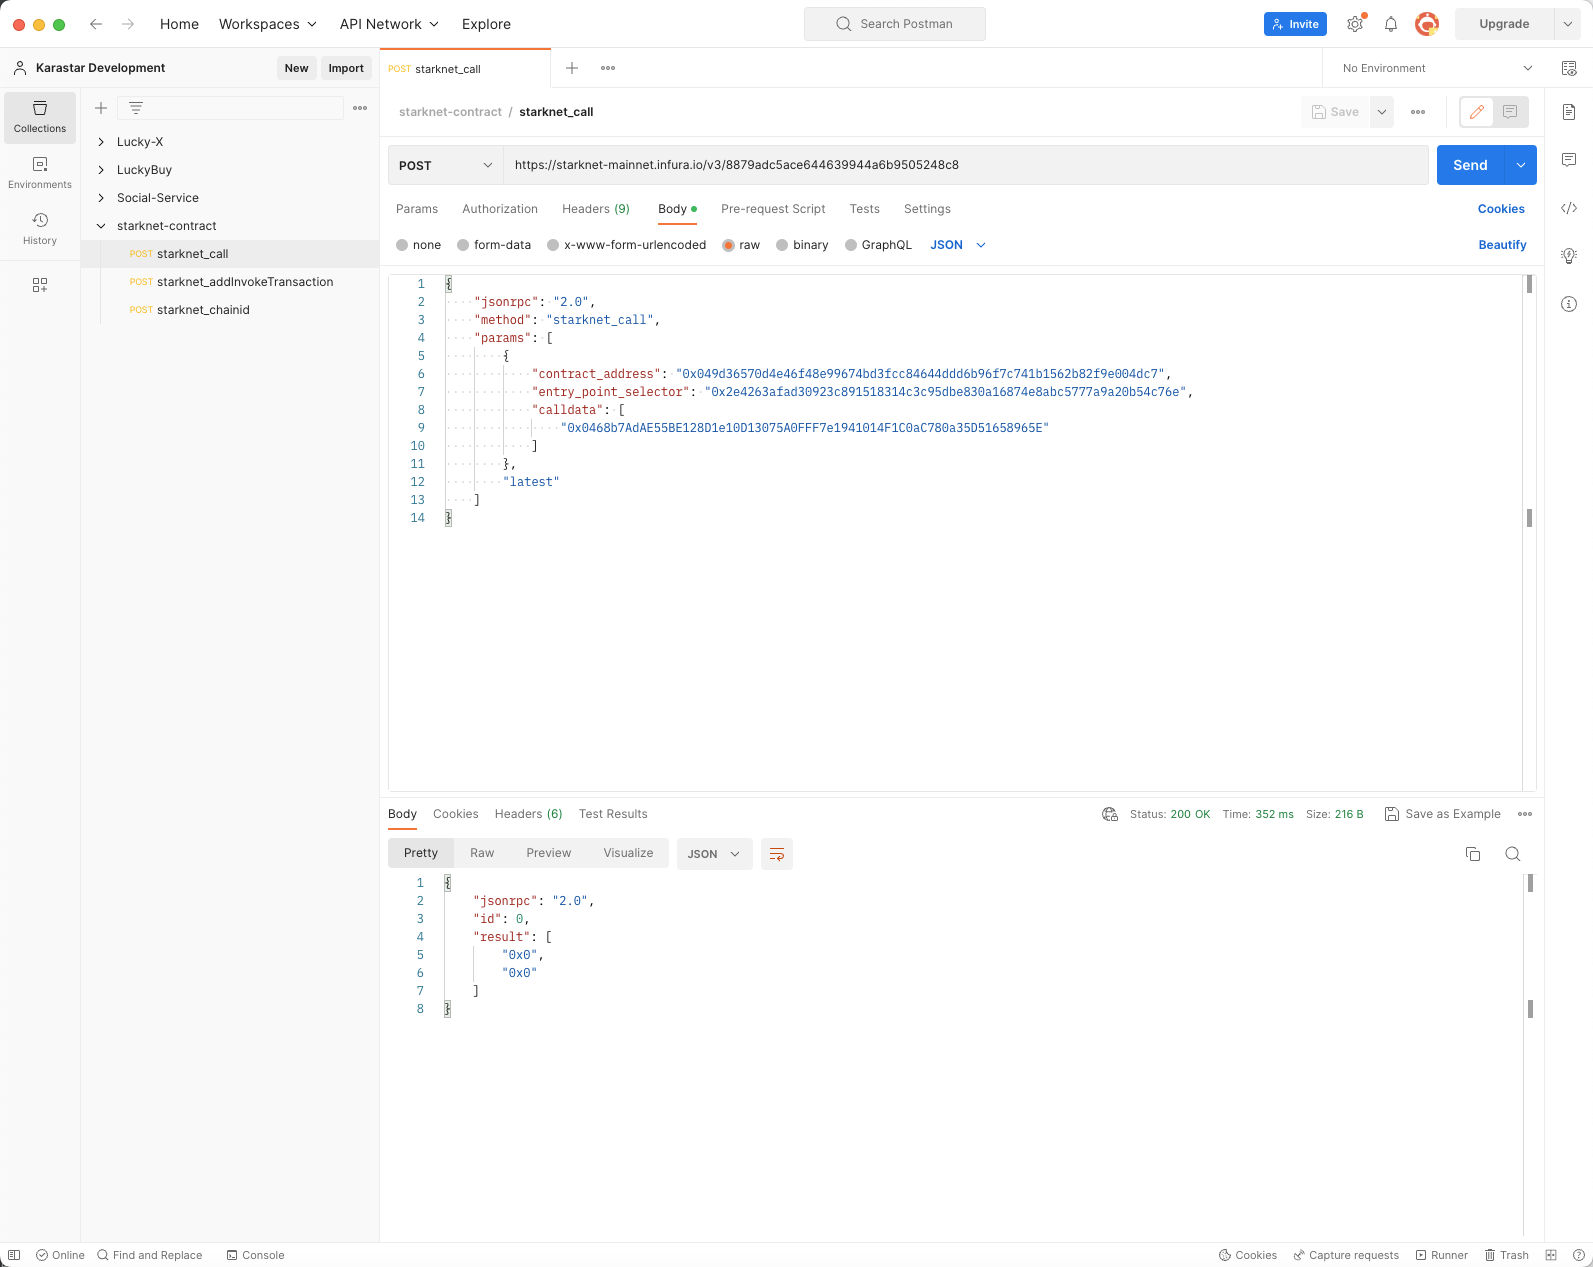 Home Workspaces API Network Explore Search Postman Invite Upgrade
Karastar Development New Import POST starknet_call No Environment
starknet-contract / starknet_call Save
Collections
Environments
History
Lucky-X
LuckyBuy
Social-Service
starknet-contract
POST starknet_call
POST starknet_addInvokeTransaction
POST starknet_chainid
POST https://starknet-mainnet.infura.io/v3/8879adc5ace644639944a6b9505248c8 Send
Params Authorization Headers (9) Body Pre-request Script Tests Settings Cookies
none form-data x-www-form-urlencoded raw binary GraphQL JSON Beautify
1 {
2 "jsonrpc": "2.0",
3 "method": "starknet_call",
4 "params": [
5 {
6 "contract_address": "0x049d36570d4e46f48e99674bd3fcc84644ddd6b96f7c741b1562b82f9e004dc7",
7 "entry_point_selector": "0x2e4263afad30923c891518314c3c95dbe830a16874e8abc5777a9a20b54c76e",
8 "calldata": [
9 "0x0468b7AdAE55BE128D1e10D13075A0FFF7e1941014F1C0aC780a35D51658965E"
10 ]
11 },
12 "latest"
13 ]
14 }
Body Cookies Headers (6) Test Results Status: 200 OK Time: 352 ms Size: 216 B Save as Example
Pretty Raw Preview Visualize JSON
1 {
2 "jsonrpc": "2.0",
3 "id": 0,
4 "result": [
5 "0x0",
6 "0x0"
7 ]
8 }
Online Find and Replace Console Cookies Capture requests Runner Trash